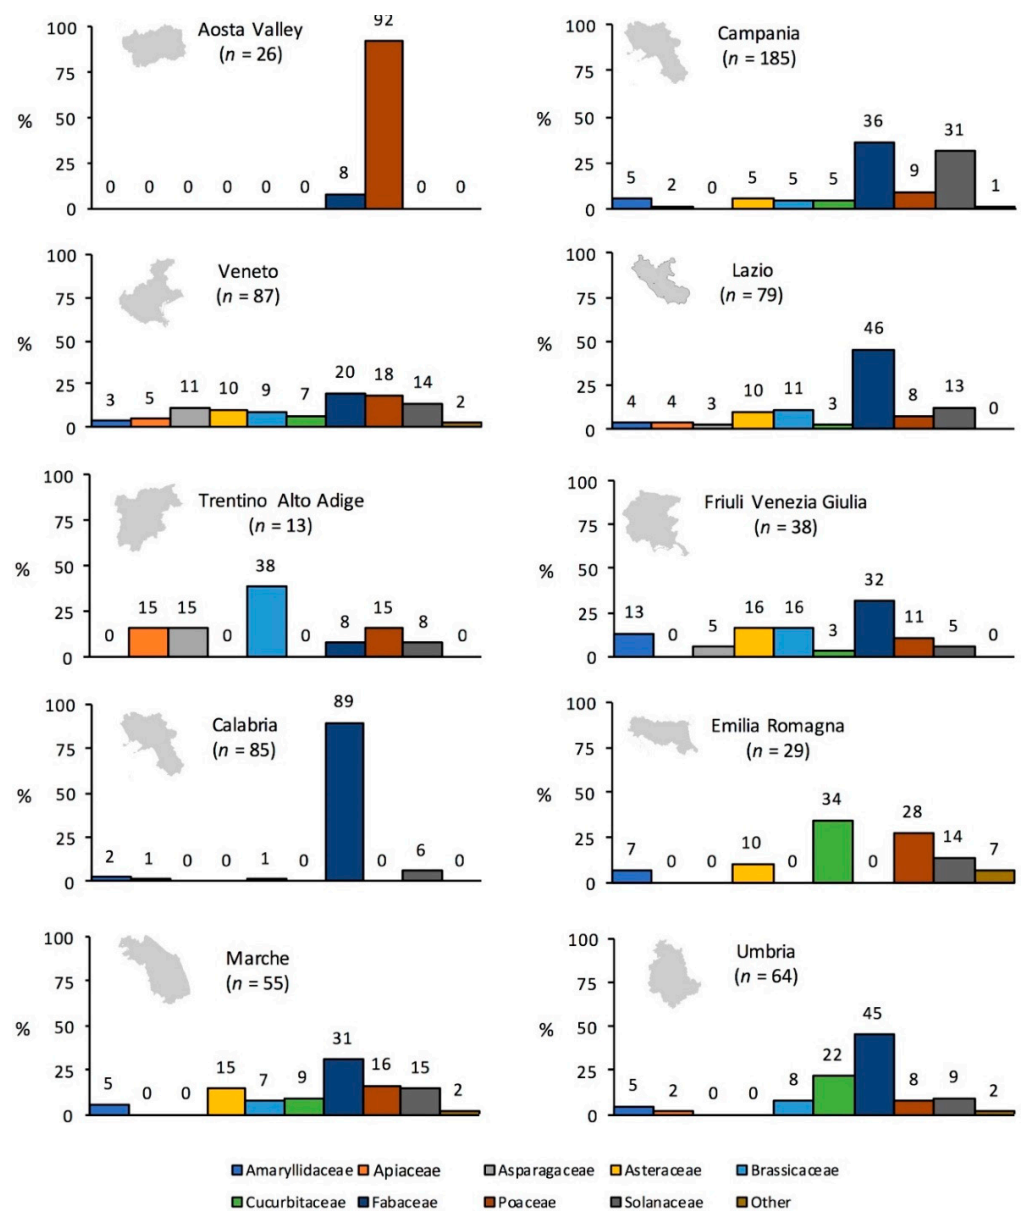 Aosta Valley
(n = 26)
100
75
50
25
0
%
0 0 0 0 0 0 8 92 0 0
Campania
(n = 185)
100
75
50
25
0
%
5 2 0 5 5 5 36 9 31 1
Veneto
(n = 87)
100
75
50
25
0
%
3 5 11 10 9 7 20 18 14 2
Lazio
(n = 79)
100
75
50
25
0
%
4 4 3 10 11 3 46 8 13 0
Trentino Alto Adige
(n = 13)
100
75
50
25
0
%
0 15 15 0 38 0 8 15 8 0
Friuli Venezia Giulia
(n = 38)
100
75
50
25
0
%
13 0 5 16 16 3 32 11 5 0
Calabria
(n = 85)
100
75
50
25
0
%
2 1 0 0 1 0 89 0 6 0
Emilia Romagna
(n = 29)
100
75
50
25
0
%
7 0 0 10 0 34 0 28 14 7
Marche
(n = 55)
100
75
50
25
0
%
5 0 0 15 7 9 31 16 15 2
Umbria
(n = 64)
100
75
50
25
0
%
5 2 0 0 8 22 45 8 9 2
Amaryllidaceae Apiaceae Asparagaceae Asteraceae Brassicaceae
Cucurbitaceae Fabaceae Poaceae Solanaceae Other